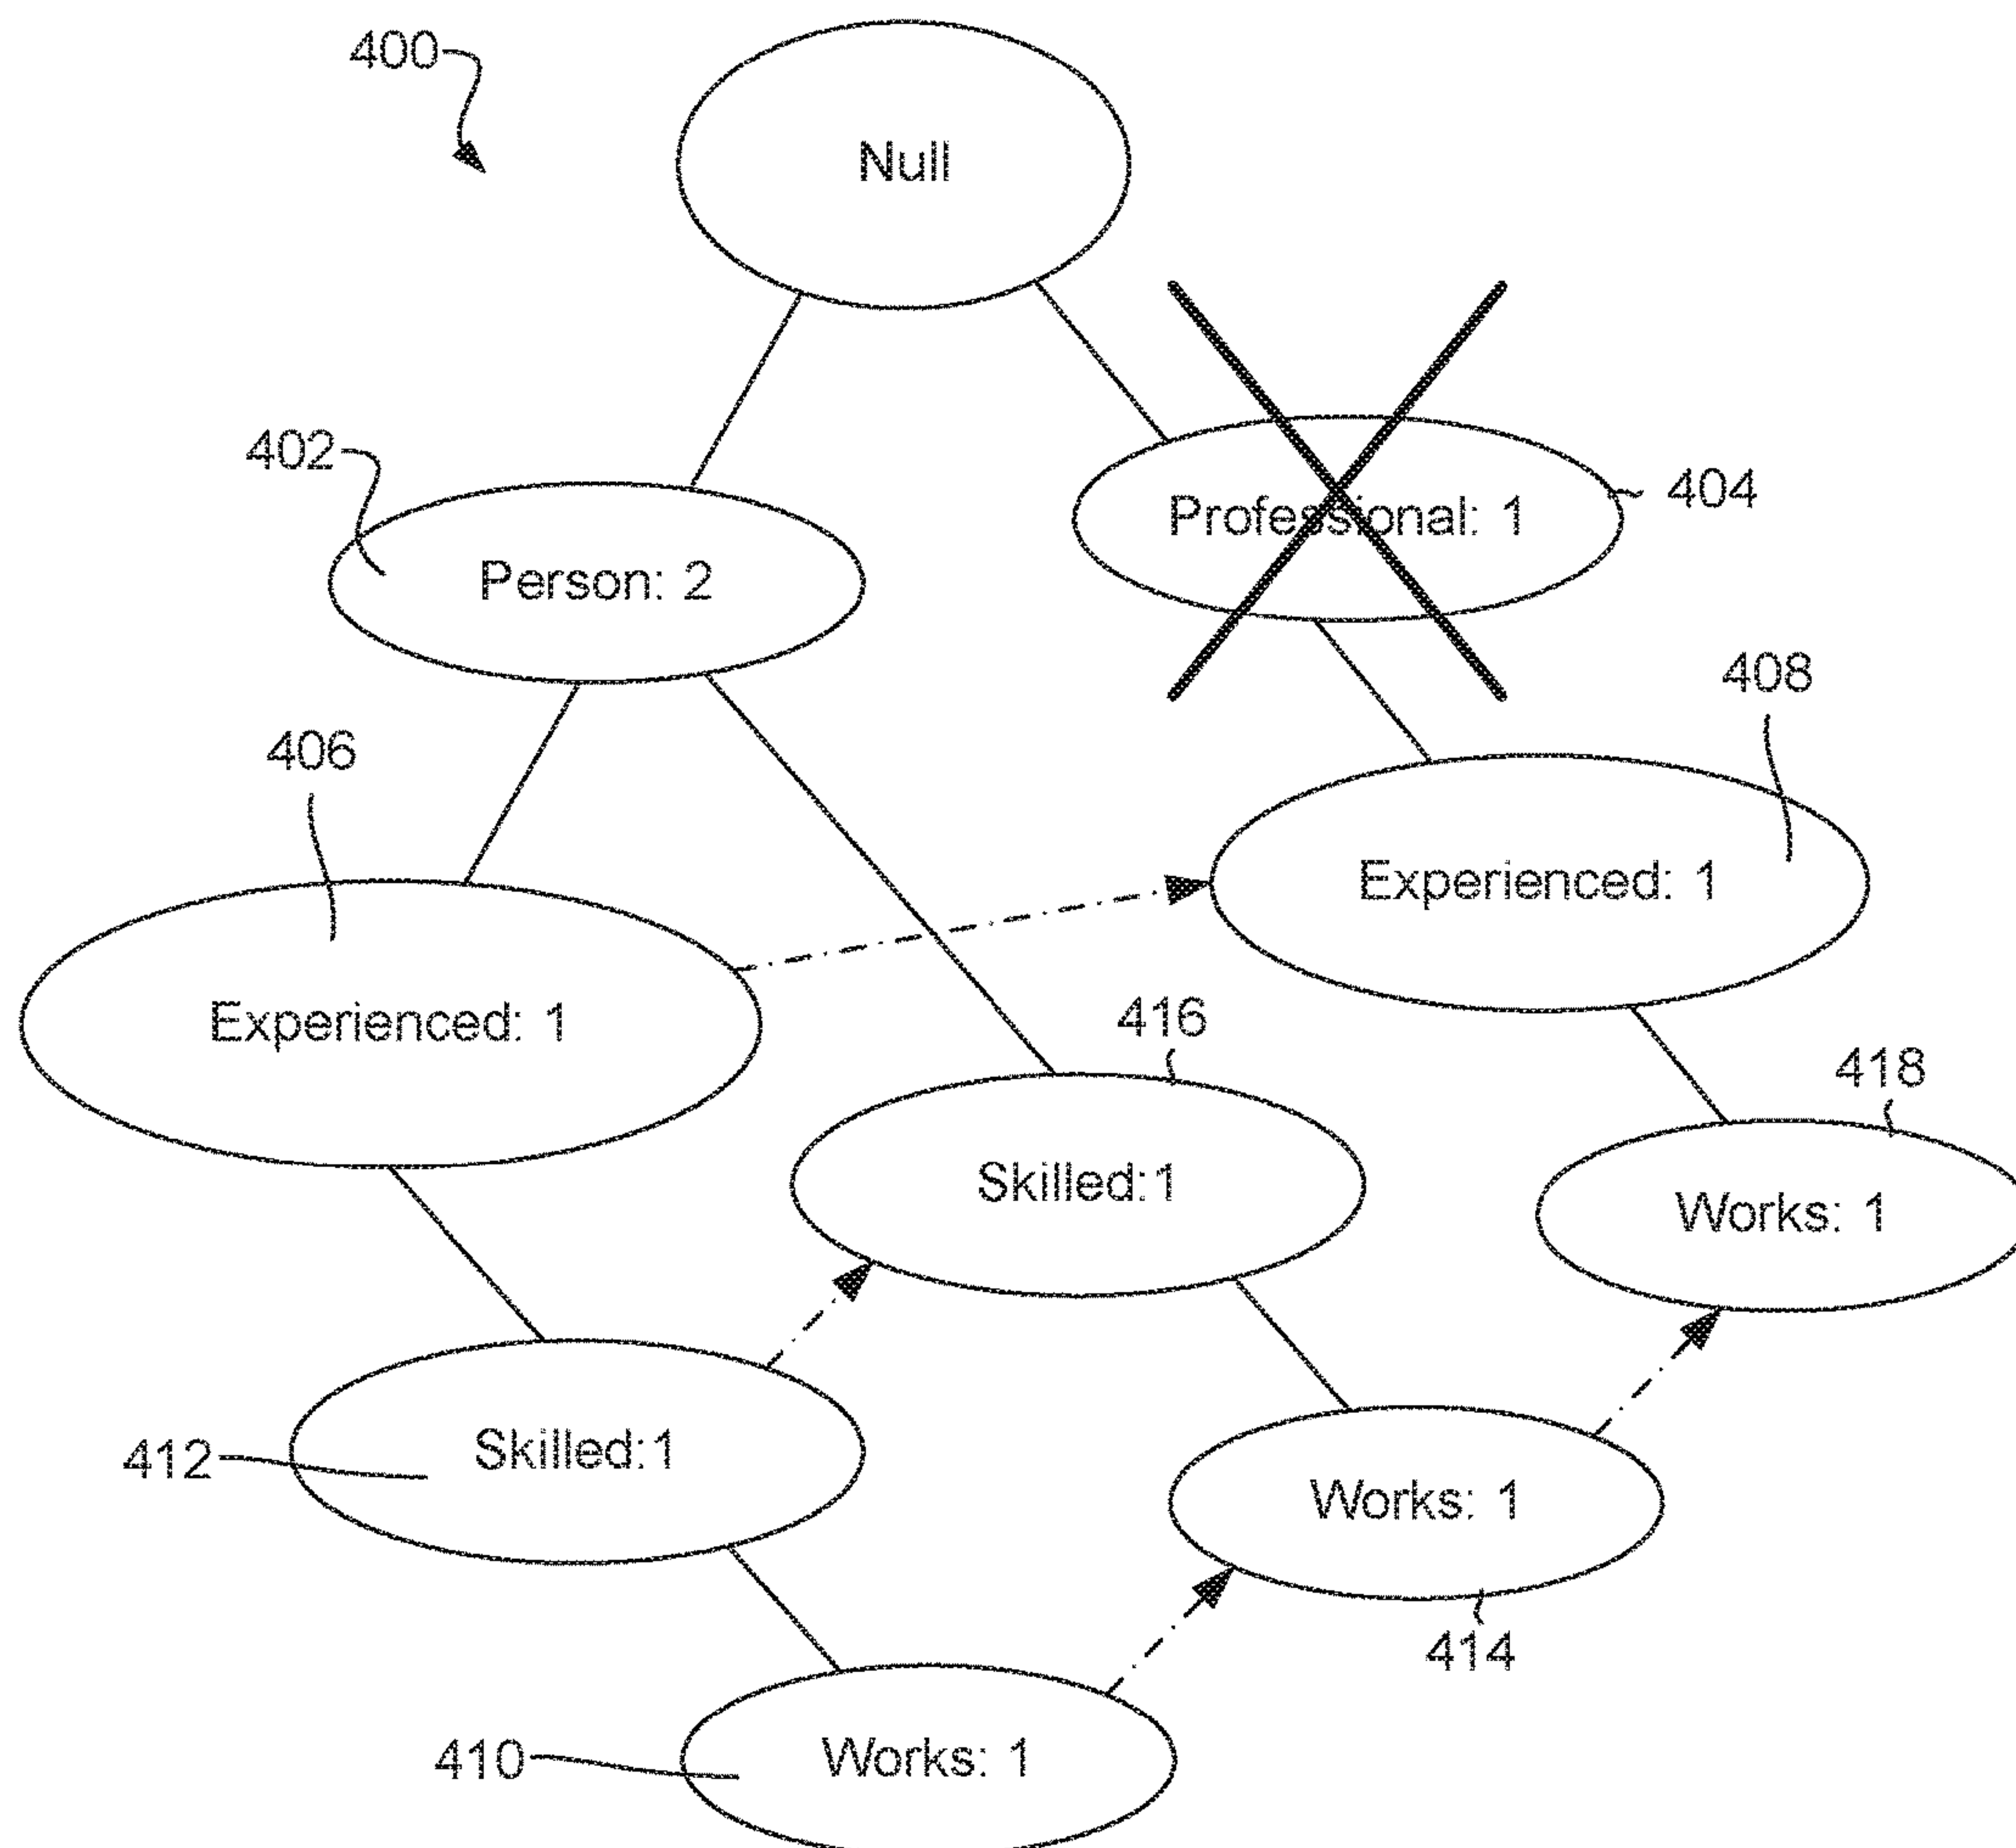 400
Null
402
Person: 2
Professional: 1
404
408
406
Experienced: 1
Experienced: 1
416
418
Skilled:1
Works: 1
412
Skilled:1
Works: 1
414
410
Works: 1